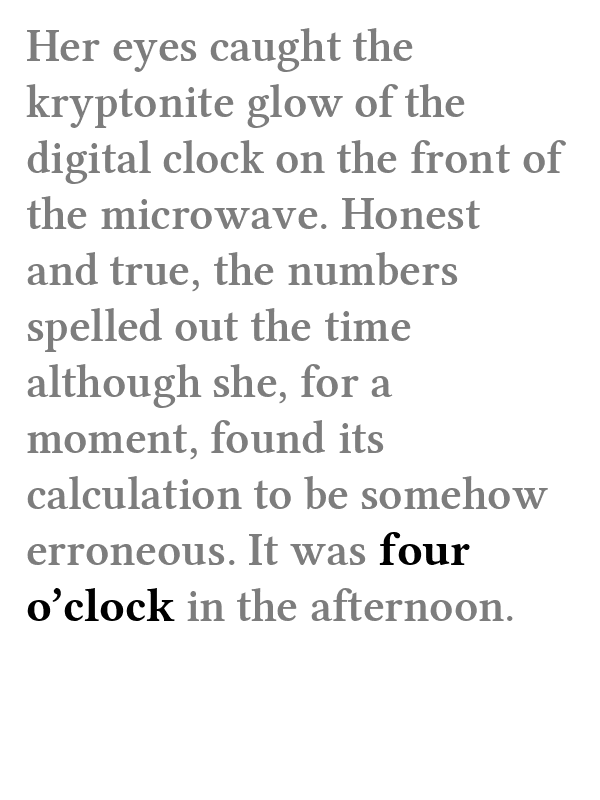 Her eyes caught the
kryptonite glow of the
digital clock on the front of
the microwave. Honest
and true, the numbers
spelled out the time
although she, for a
moment, found its
calculation to be somehow
erroneous. It was four
o’clock in the afternoon.